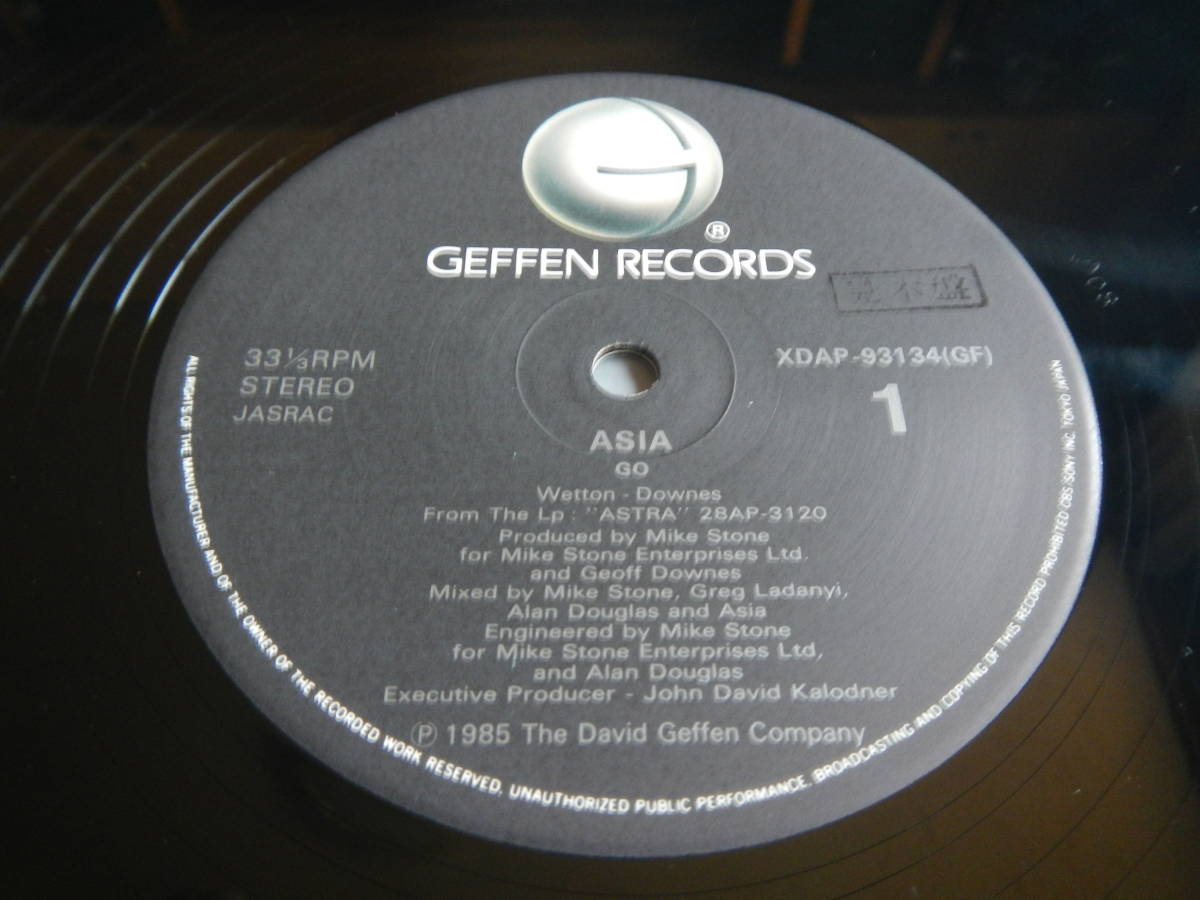 ®
GEFFEN RECORDS
見本盤
33⅓RPM
STEREO
JASRAC
XDAP-93134(GF)
1
ASIA
GO
Wetton - Downes
From The Lp : "ASTRA" 28AP-3120
Produced by Mike Stone
for Mike Stone Enterprises Ltd.
and Geoff Downes
Mixed by Mike Stone, Greg Ladanyi,
Alan Douglas and Asia
Engineered by Mike Stone
for Mike Stone Enterprises Ltd,
and Alan Douglas
Executive Producer - John David Kalodner
Ⓟ 1985 The David Geffen Company
ALL RIGHTS OF THE MANUFACTURER AND OF THE OWNER OF THE RECORDED WORK RESERVED. UNAUTHORIZED PUBLIC PERFORMANCE. BROADCASTING AND COPYING OF THIS RECORD PROHIBITED CBS/SONY INC. TOKYO JAPAN